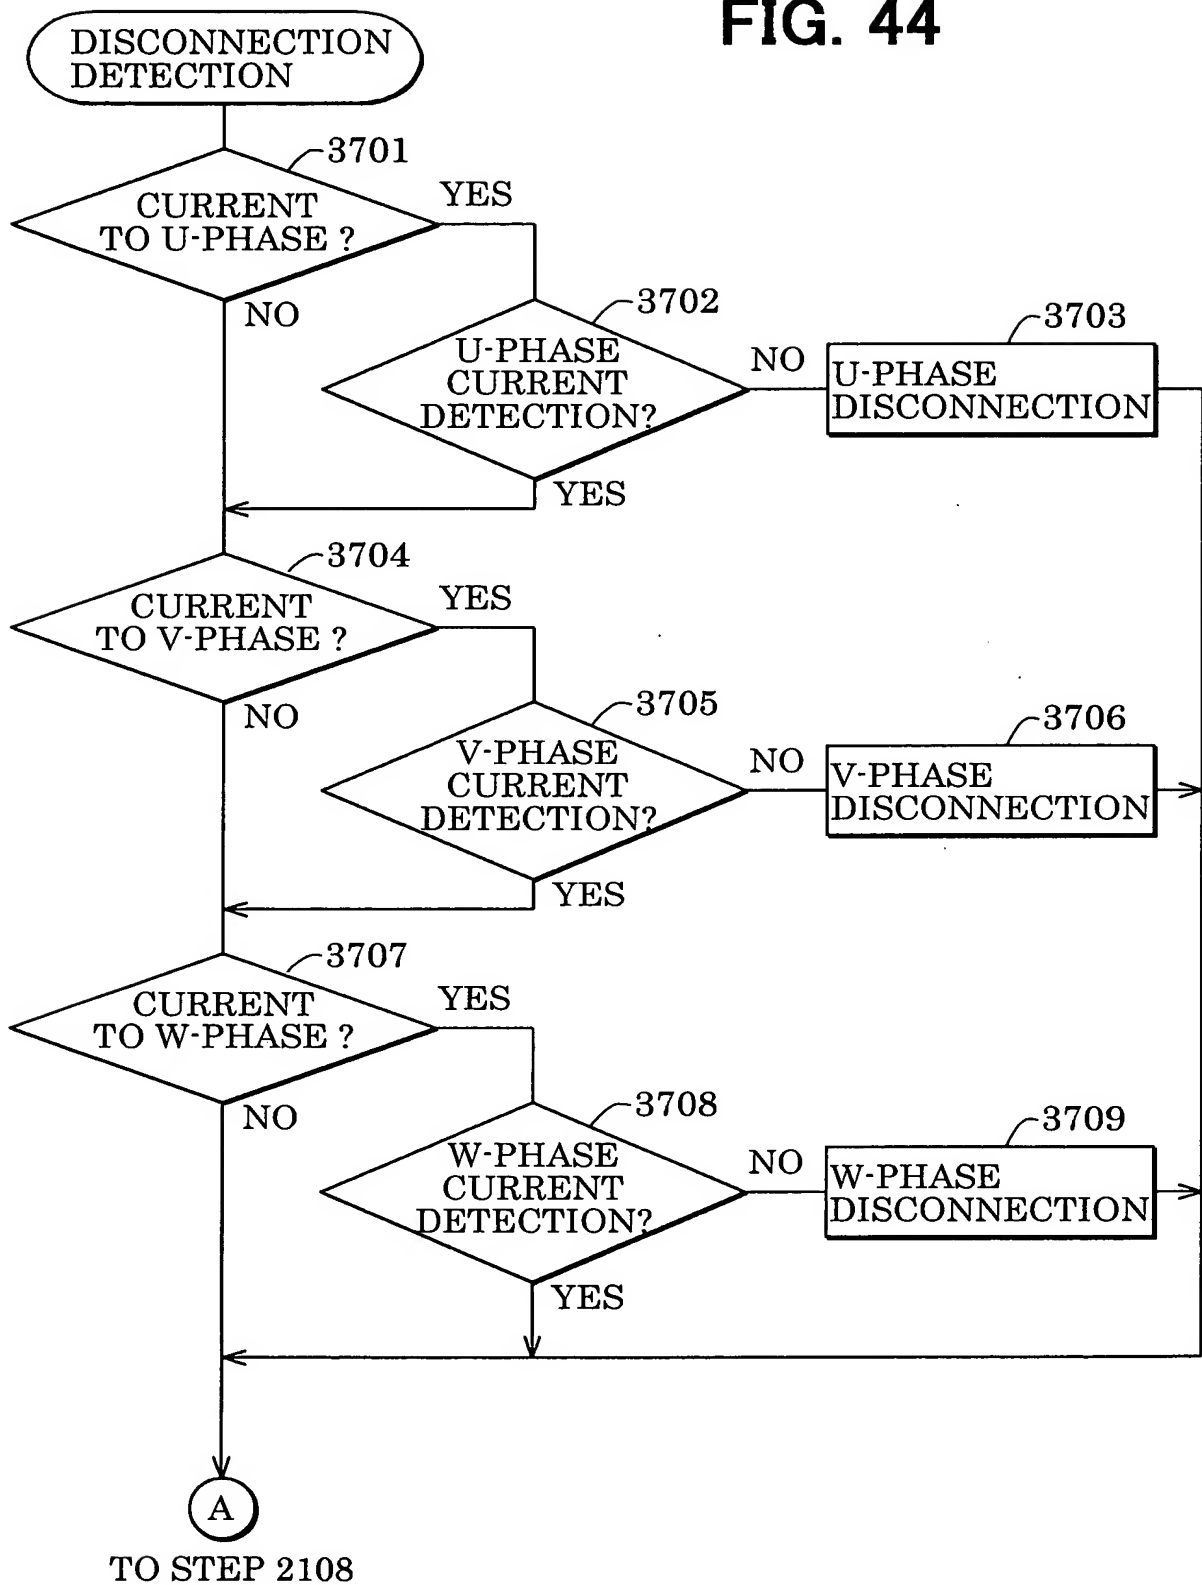 FIG. 44
DISCONNECTION
DETECTION
3701
CURRENT
TO U-PHASE ?
YES
NO
3702
U-PHASE
CURRENT
DETECTION?
NO
YES
3703
U-PHASE
DISCONNECTION
3704
CURRENT
TO V-PHASE ?
YES
NO
3705
V-PHASE
CURRENT
DETECTION?
NO
YES
3706
V-PHASE
DISCONNECTION
3707
CURRENT
TO W-PHASE ?
YES
NO
3708
W-PHASE
CURRENT
DETECTION?
NO
YES
3709
W-PHASE
DISCONNECTION
A
TO STEP 2108